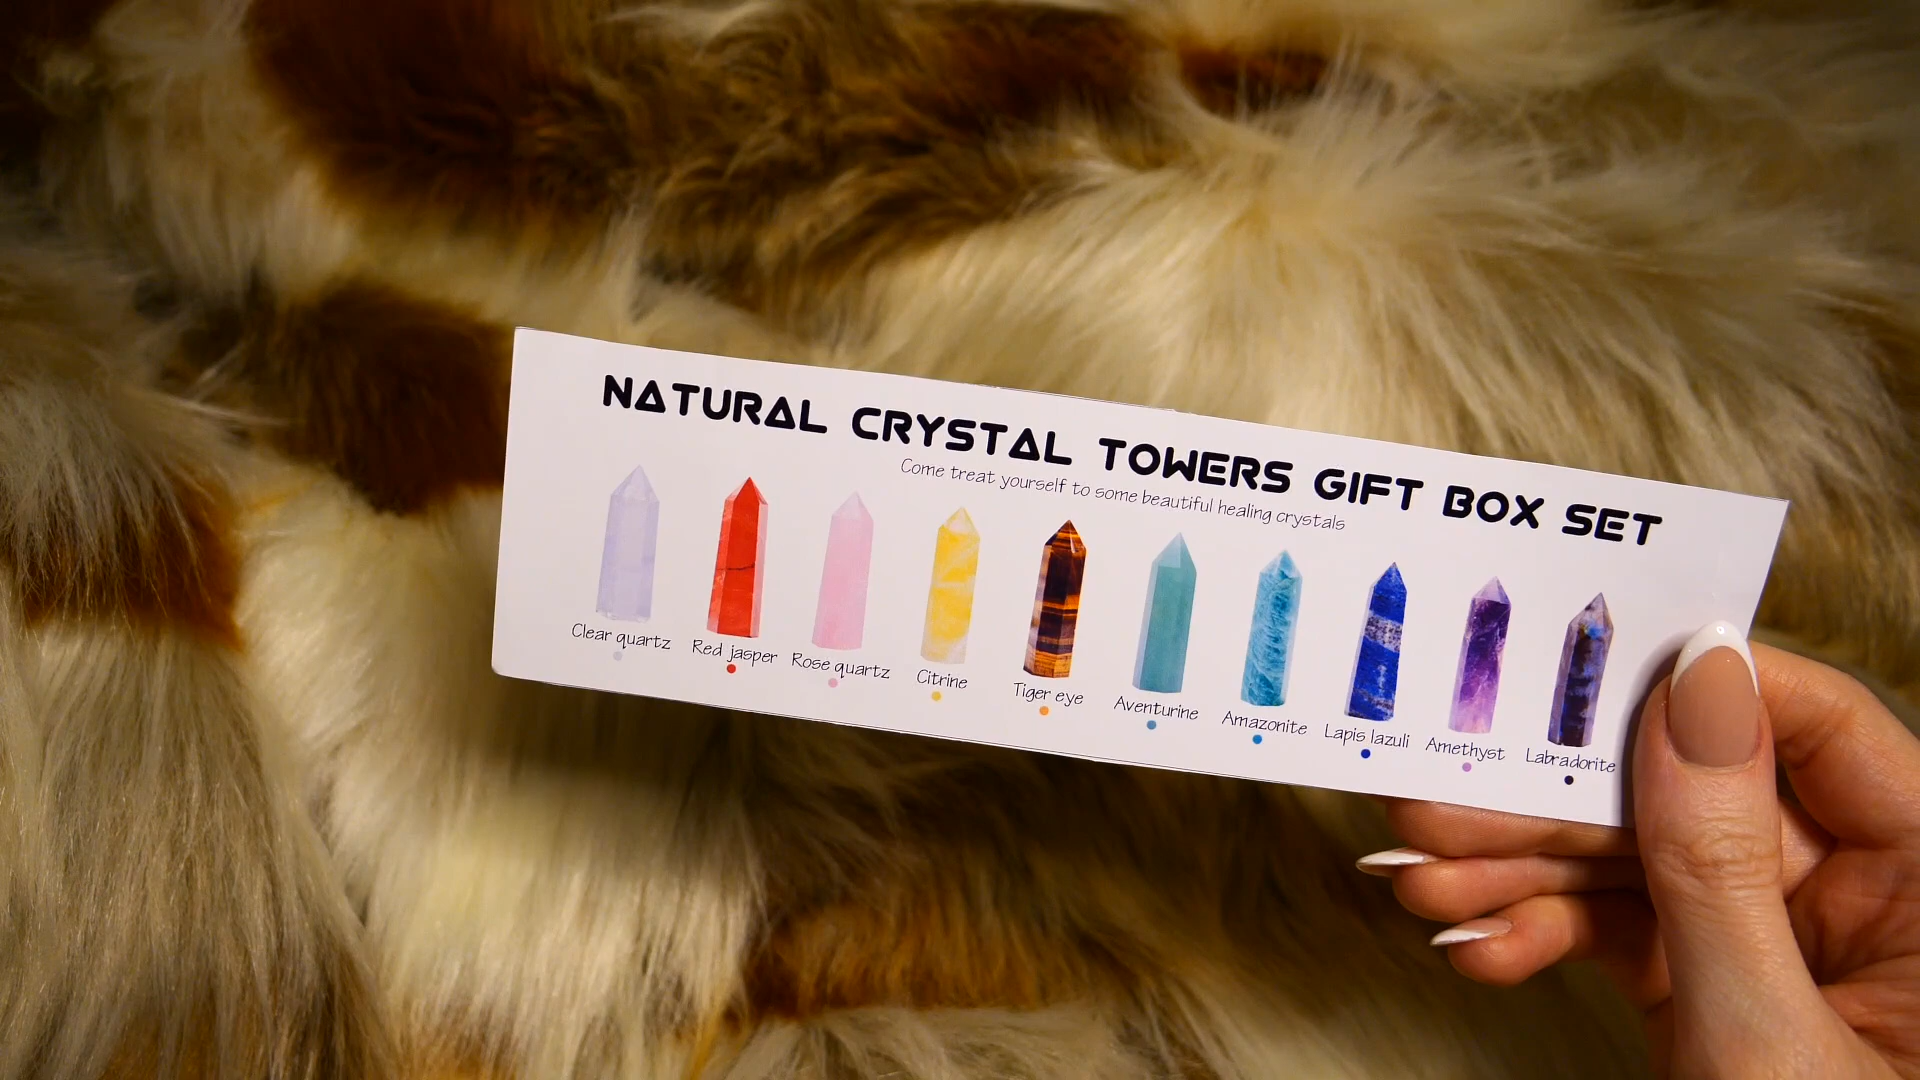 NATURAL CRYSTAL TOWERS GIFT BOX SET
Come treat yourself to some beautiful healing crystals
Clear quartz
Red jasper
Rose quartz
Citrine
Tiger eye
Aventurine
Amazonite
Lapis lazuli
Amethyst
Labradorite